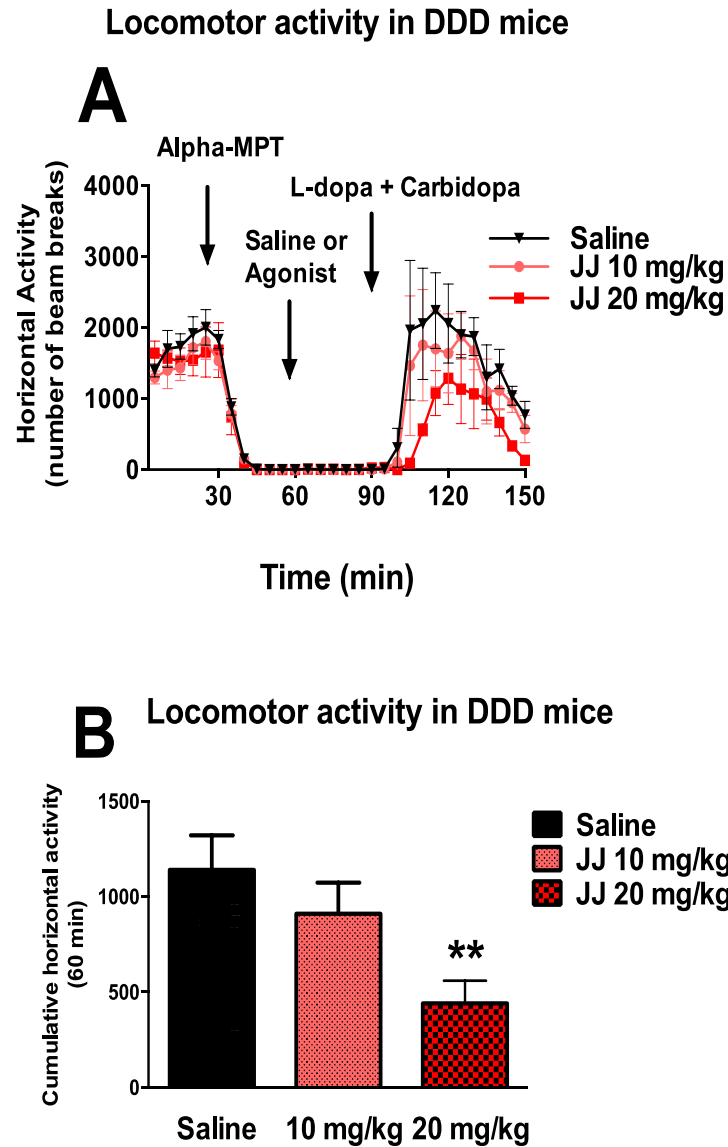 Locomotor activity in DDD mice
A
Alpha-MPT
L-dopa + Carbidopa
Saline or
Agonist
Saline
JJ 10 mg/kg
JJ 20 mg/kg
Horizontal Activity
(number of beam breaks)
4000
3000
2000
1000
0
30
60
90
120
150
Time (min)
B
Locomotor activity in DDD mice
Cumulative horizontal activity
(60 min)
1500
1000
500
0
**
Saline
JJ 10 mg/kg
JJ 20 mg/kg
Saline
10 mg/kg
20 mg/kg